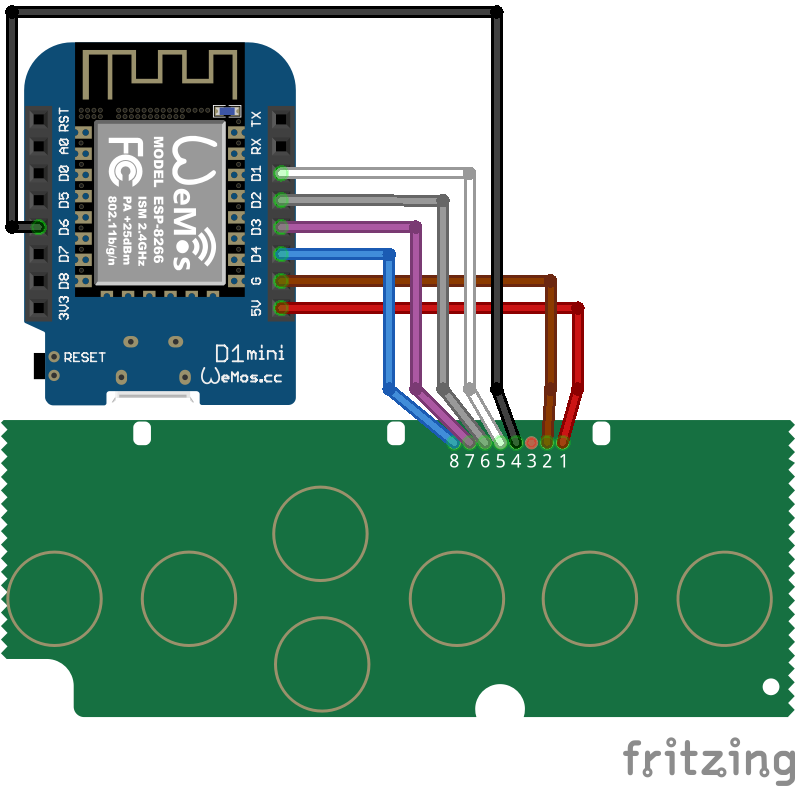 RST
A0
D0
D5
D6
D7
D8
3V3
TX
RX
D1
D2
D3
D4
G
5V
WeMos
MODEL ESP-8266
ISM 2.4GHz
PA +25dBm
802.11b/g/n
FC
RESET
D1mini
WeMos.cc
8 7 6 5 4 3 2 1
fritzing